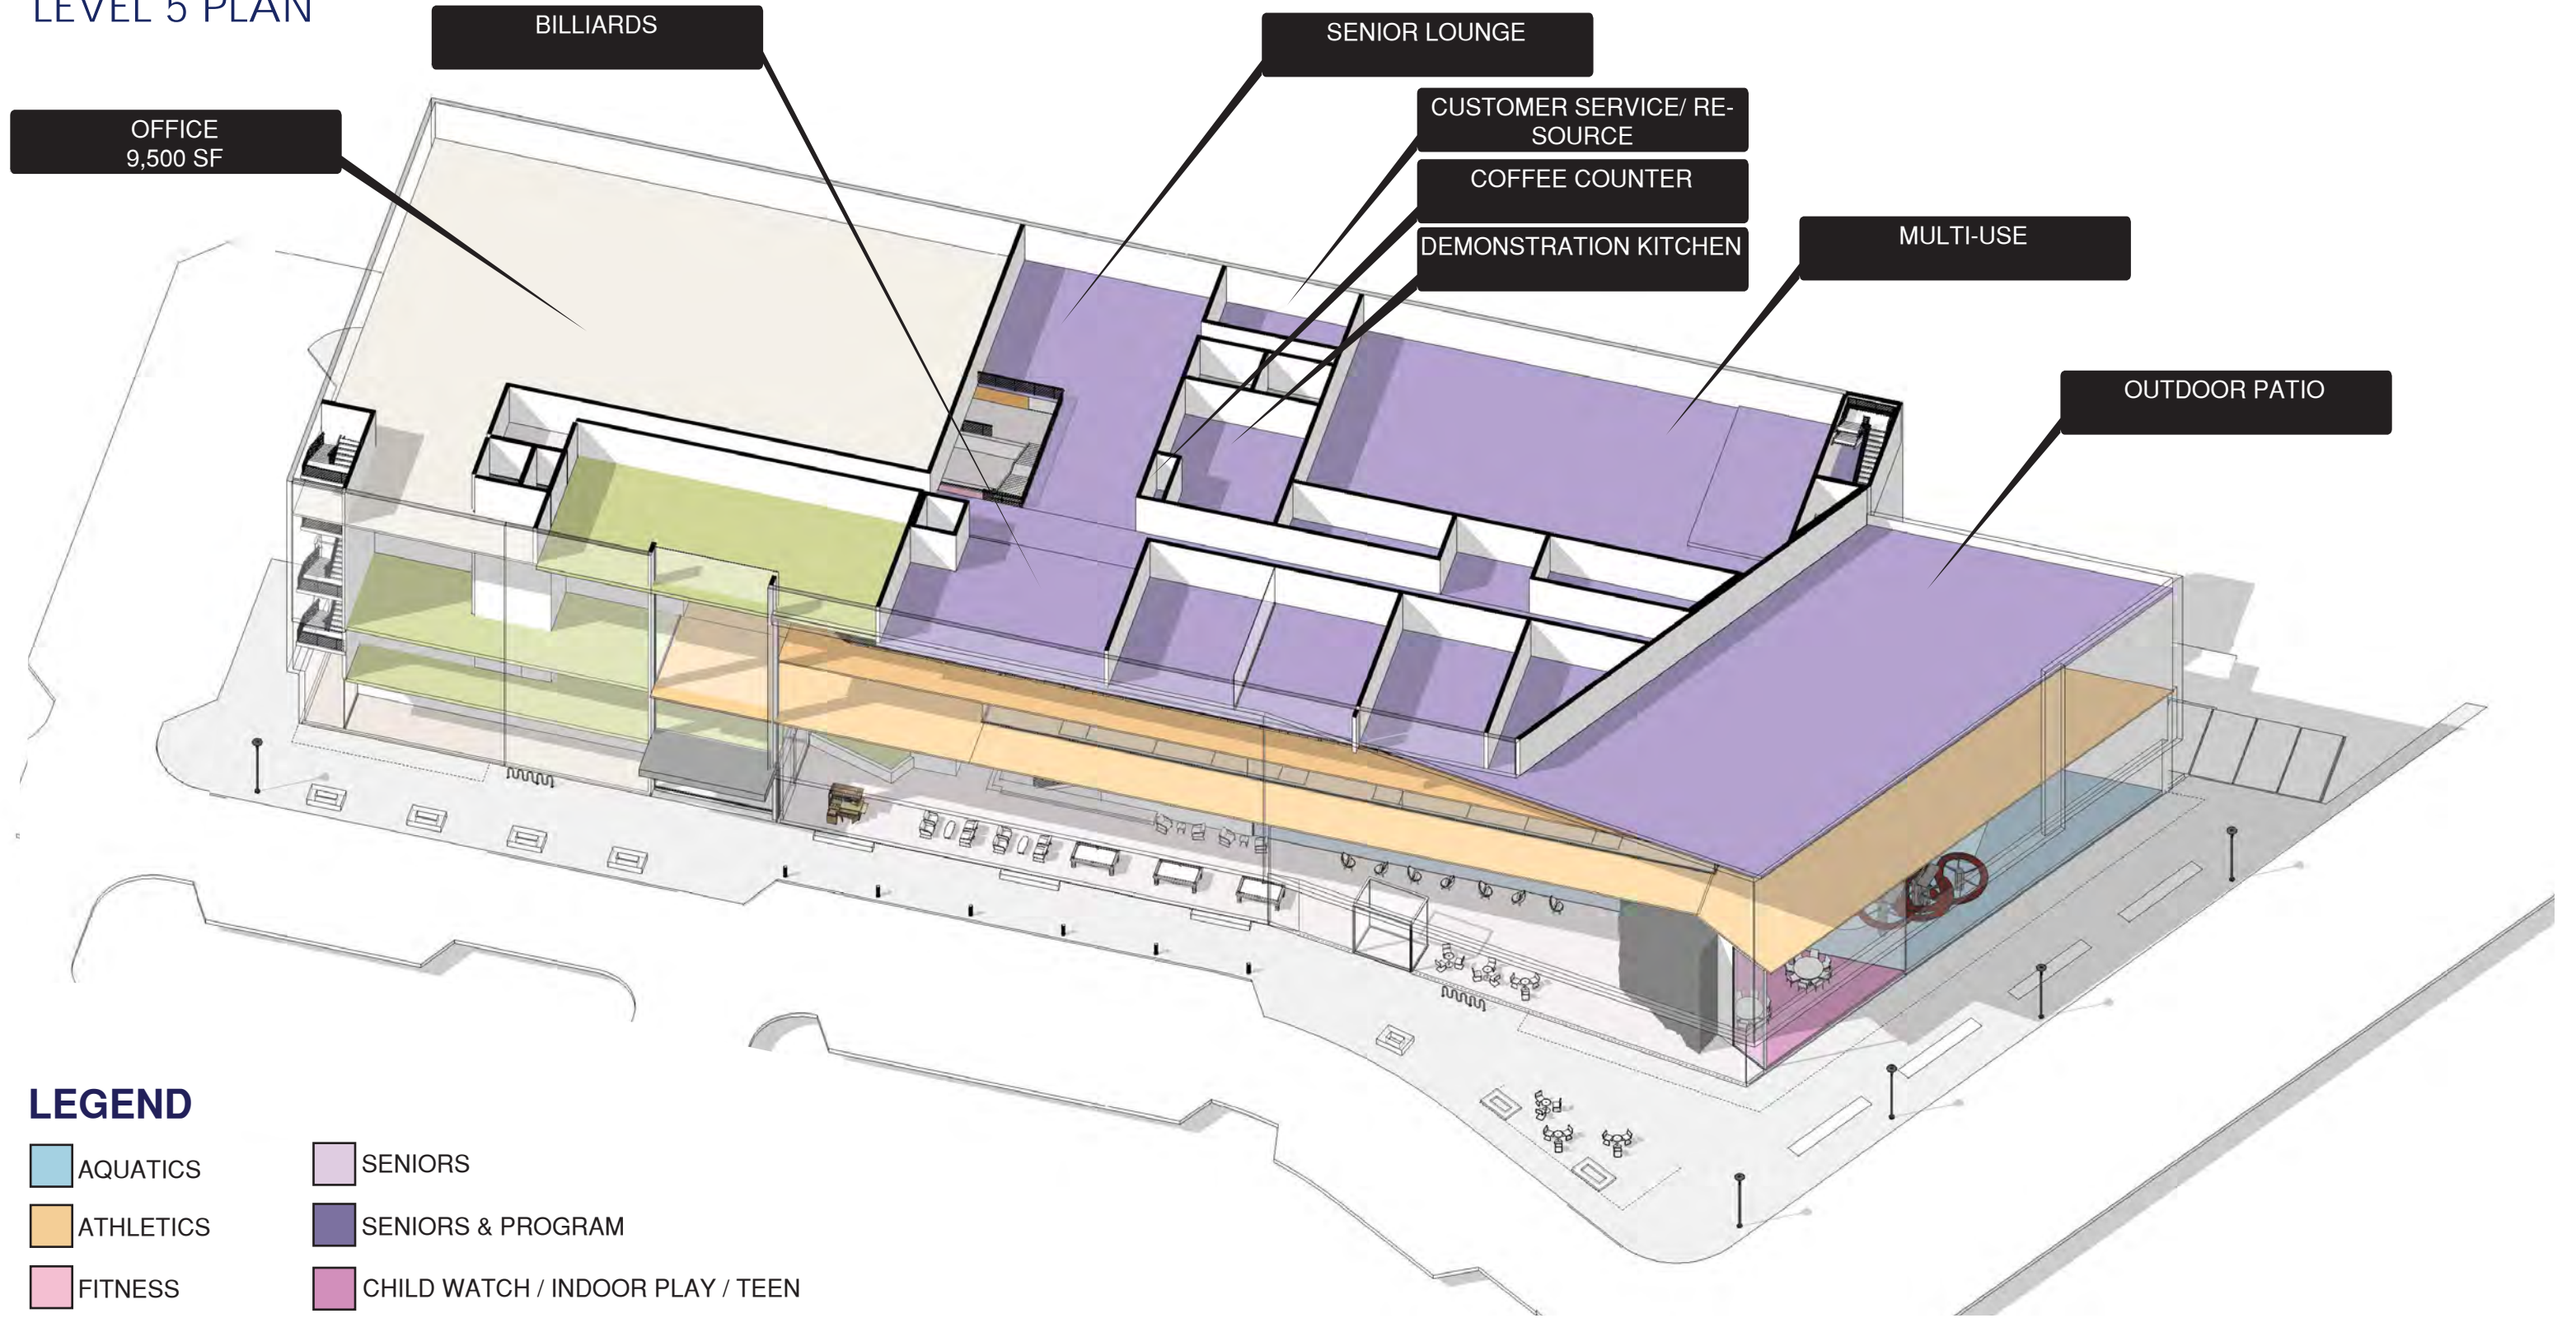 LEVEL 5 PLAN
BILLIARDS
SENIOR LOUNGE
CUSTOMER SERVICE/ RE-
SOURCE
OFFICE
9,500 SF
COFFEE COUNTER
DEMONSTRATION KITCHEN
MULTI-USE
OUTDOOR PATIO
LEGEND
AQUATICS
ATHLETICS
FITNESS
SENIORS
SENIORS & PROGRAM
CHILD WATCH / INDOOR PLAY / TEEN